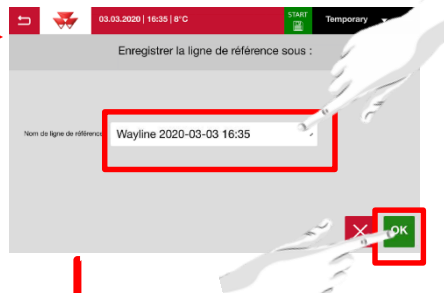 03.03.2020 | 16:35 | 8°C
START
Temporary
Enregistrer la ligne de référence sous :
Nom de ligne de référence
Wayline 2020-03-03 16:35
OK